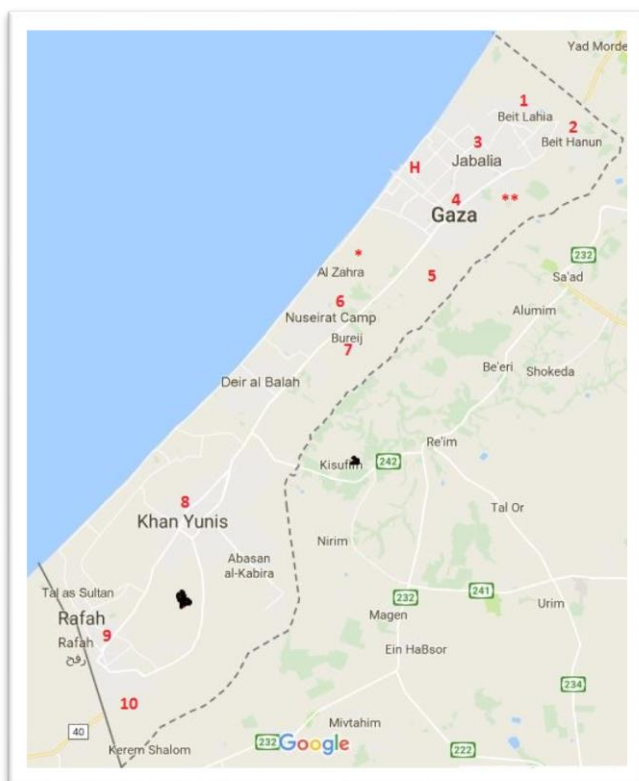 Yad Morde
1
Beit Lahia
2
Beit Hanun
3
Jabalia
H
4
**
Gaza
232
*
Al Zahra
5
Sa'ad
6
Nuseirat Camp
Alumim
Bureij
7
Be'eri
Shokeda
Deir al Balah
Re'im
Kisufim
242
8
Khan Yunis
Tal Or
Nirim
Abasan
al-Kabira
Tal as Sultan
232
241
Urim
Rafah
Magen
9
Rafah
رفح
Ein HaBsor
234
10
40
Mivtahim
Kerem Shalom
232
Google
222